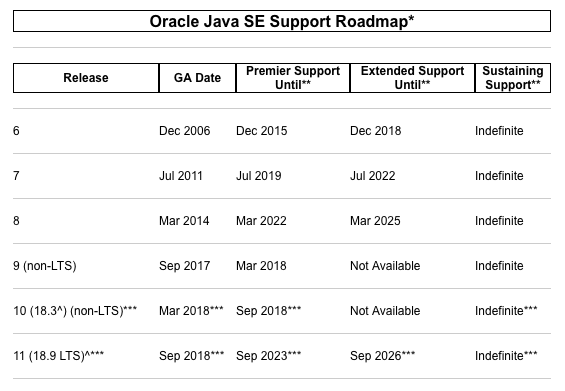 Oracle Java SE Support Roadmap*
Release GA Date Premier Support Until** Extended Support Until** Sustaining Support**
6 Dec 2006 Dec 2015 Dec 2018 Indefinite
7 Jul 2011 Jul 2019 Jul 2022 Indefinite
8 Mar 2014 Mar 2022 Mar 2025 Indefinite
9 (non-LTS) Sep 2017 Mar 2018 Not Available Indefinite
10 (18.3^) (non-LTS)*** Mar 2018*** Sep 2018*** Not Available Indefinite***
11 (18.9 LTS)^*** Sep 2018*** Sep 2023*** Sep 2026*** Indefinite***